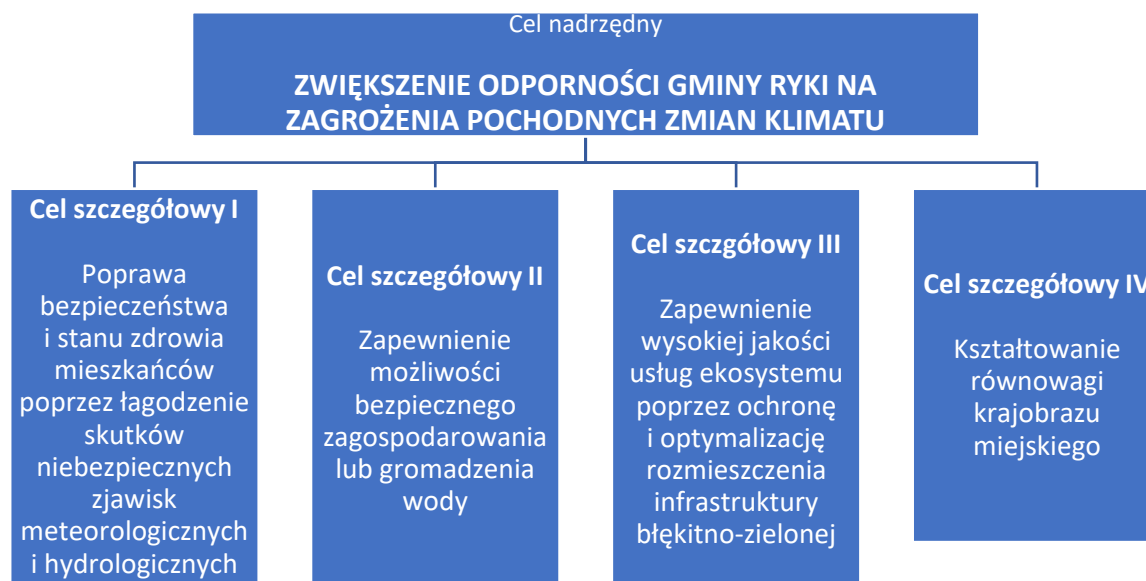 Cel nadrzędny
ZWIĘKSZENIE ODPORNOŚCI GMINY RYKI NA
ZAGROŻENIA POCHODNYCH ZMIAN KLIMATU
Cel szczegółowy I
Poprawa
bezpieczeństwa
i stanu zdrowia
mieszkańców
poprzez łagodzenie
skutków
niebezpiecznych
zjawisk
meteorologicznych
i hydrologicznych
Cel szczegółowy II
Zapewnienie
możliwości
bezpiecznego
zagospodarowania
lub gromadzenia
wody
Cel szczgółowy III
Zapewnienie
wysokiej jakości
usług ekosystemu
poprzez ochronę
i optymalizację
rozmieszczenia
infrastruktury
błękitno-zielonej
Cel szczegółowy IV
Kształtowanie
równowagi
krajobrazu
miejskiego